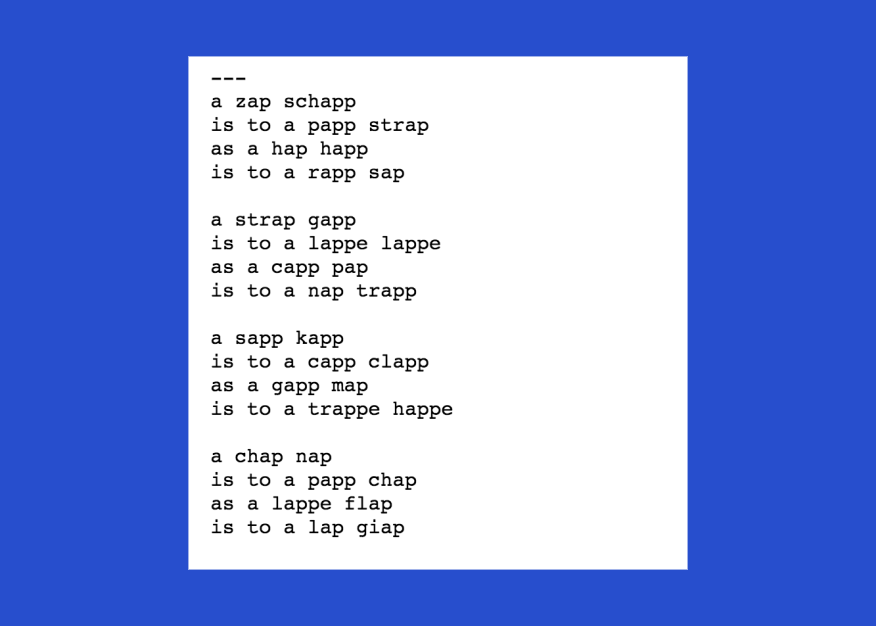 ---
a zap schapp
is to a papp strap
as a hap happ
is to a rapp sap

a strap gapp
is to a lappe lappe
as a capp pap
is to a nap trapp

a sapp kapp
is to a capp clapp
as a gapp map
is to a trappe happe

a chap nap
is to a papp chap
as a lappe flap
is to a lap giap